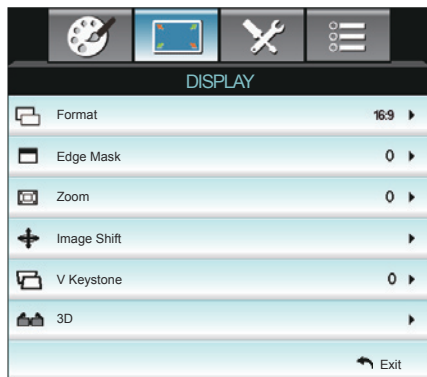 DISPLAY
Format 16:9
Edge Mask 0
Zoom 0
Image Shift
V Keystone 0
3D
Exit